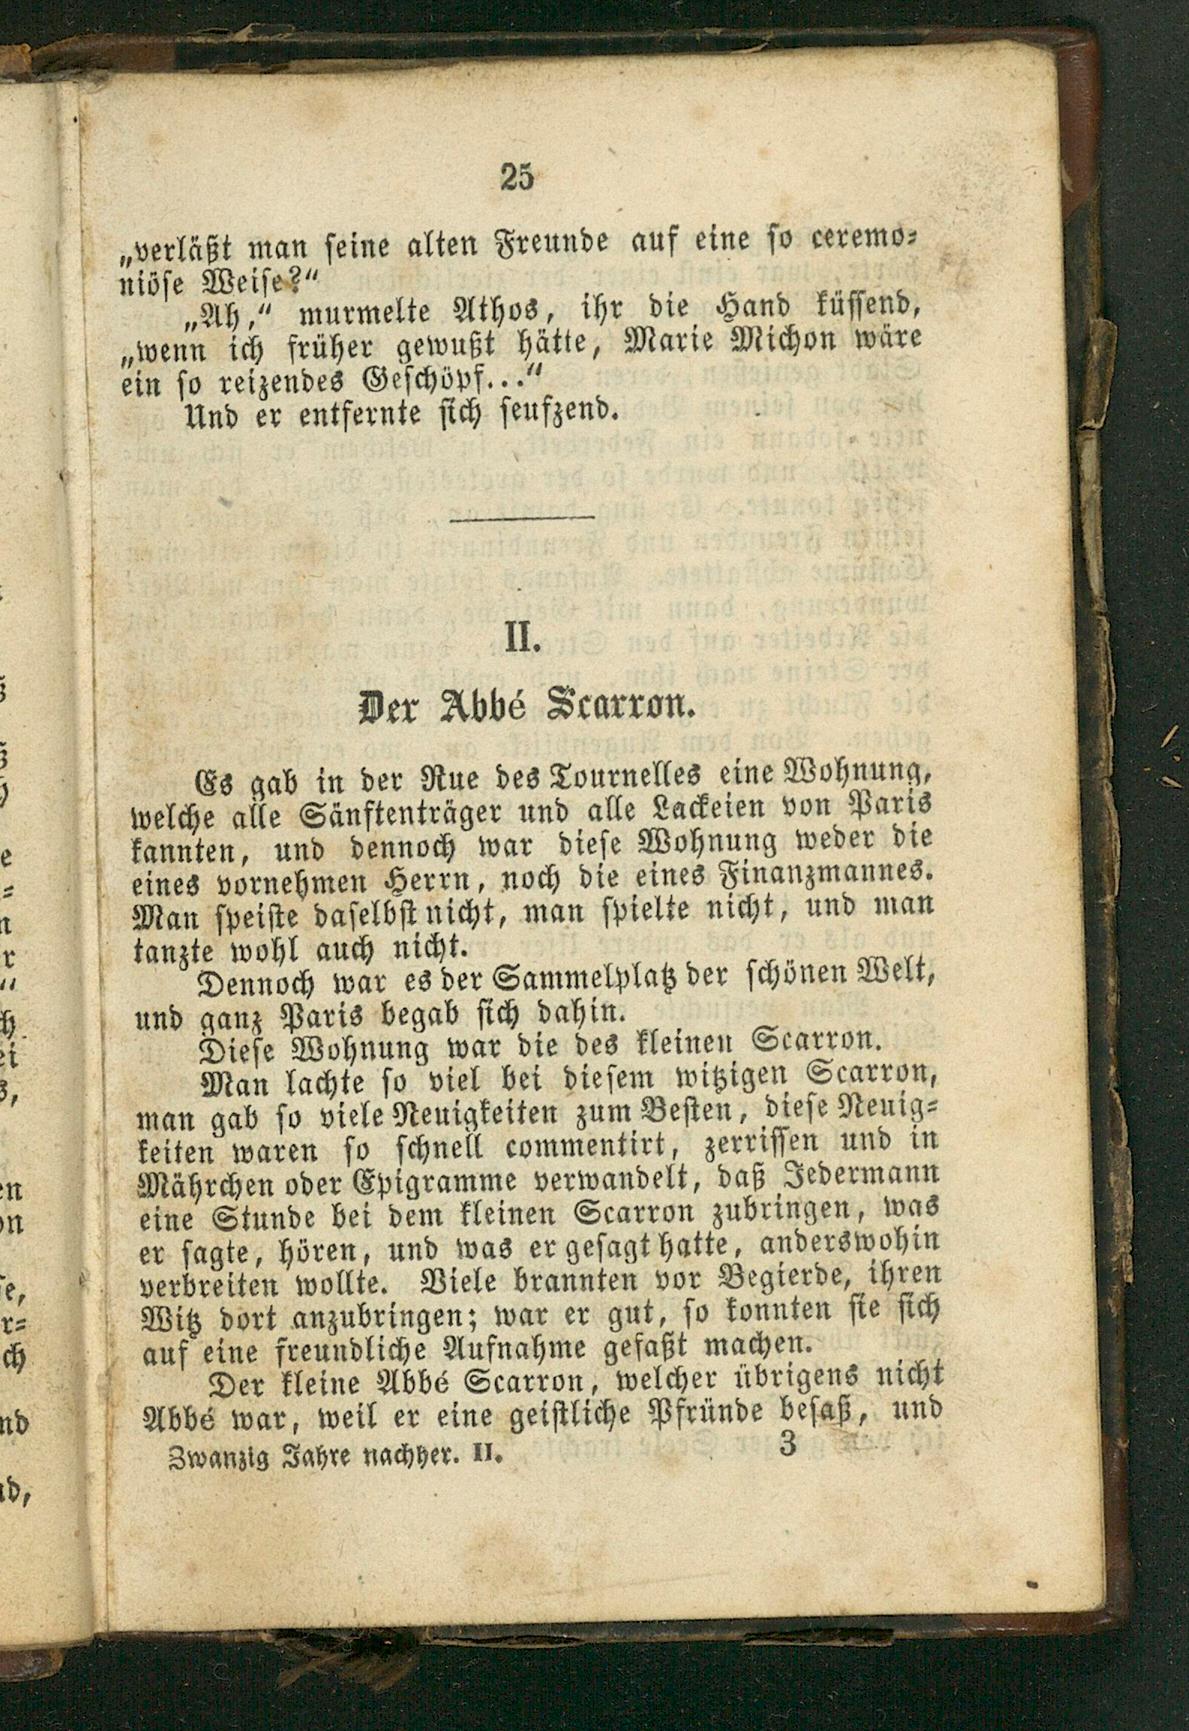 25
„verläßt man seine alten Freunde auf eine so ceremo-
niöse Weise?“
„Ah,“ murmelte Athos, ihr die Hand küssend,
„wenn ich früher gewußt hätte, Marie Michon wäre
ein so reizendes Geschöpf...“
Und er entfernte sich seufzend.
II.
Der Abbé Scarron.
Es gab in der Rue des Tournelles eine Wohnung,
welche alle Sänftenträger und alle Lackeien von Paris
kannten, und dennoch war diese Wohnung weder die
eines vornehmen Herrn, noch die eines Finanzmannes.
Man speiste daselbst nicht, man spielte nicht, und man
tanzte wohl auch nicht.
Dennoch war es der Sammelplatz der schönen Welt,
und ganz Paris begab sich dahin.
Diese Wohnung war die des kleinen Scarron.
Man lachte so viel bei diesem witzigen Scarron,
man gab so viele Neuigkeiten zum Besten, diese Neuig-
keiten waren so schnell commentirt, zerrissen und in
Mährchen oder Epigramme verwandelt, daß Jedermann
eine Stunde bei dem kleinen Scarron zubringen, was
er sagte, hören, und was er gesagt hatte, anderswohin
verbreiten wollte. Viele brannten vor Begierde, ihren
Witz dort anzubringen; war er gut, so konnten sie sich
auf eine freundliche Aufnahme gefaßt machen.
Der kleine Abbé Scarron, welcher übrigens nicht
Abbé war, weil er eine geistliche Pfründe besaß, und
Zwanzig Jahre nachher. II. 3